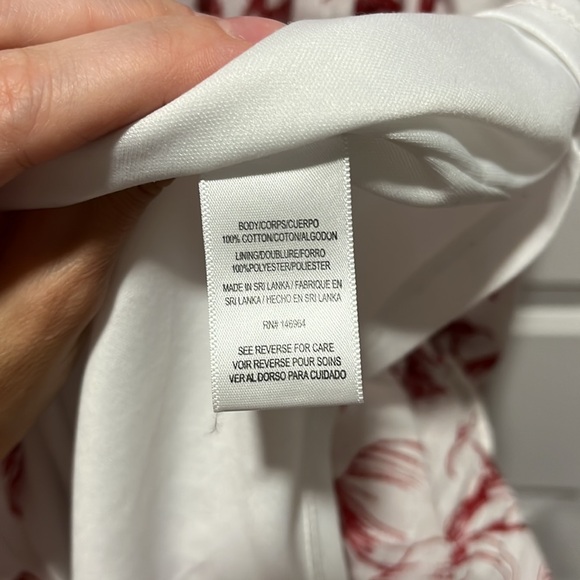 BODY/CORPS/CUERPO
100% COTTON/COTON/ALGODON
LINING/DOUBLURE/FORRO
100%POLYESTER/POLIESTER
MADE IN SRI LANKA / FABRIQUE EN
SRI LANKA / HECHO EN SRI LANKA
RN# 146964
SEE REVERSE FOR CARE
VOIR REVERSE POUR SOINS
VER AL DORSO PARA CUIDADO